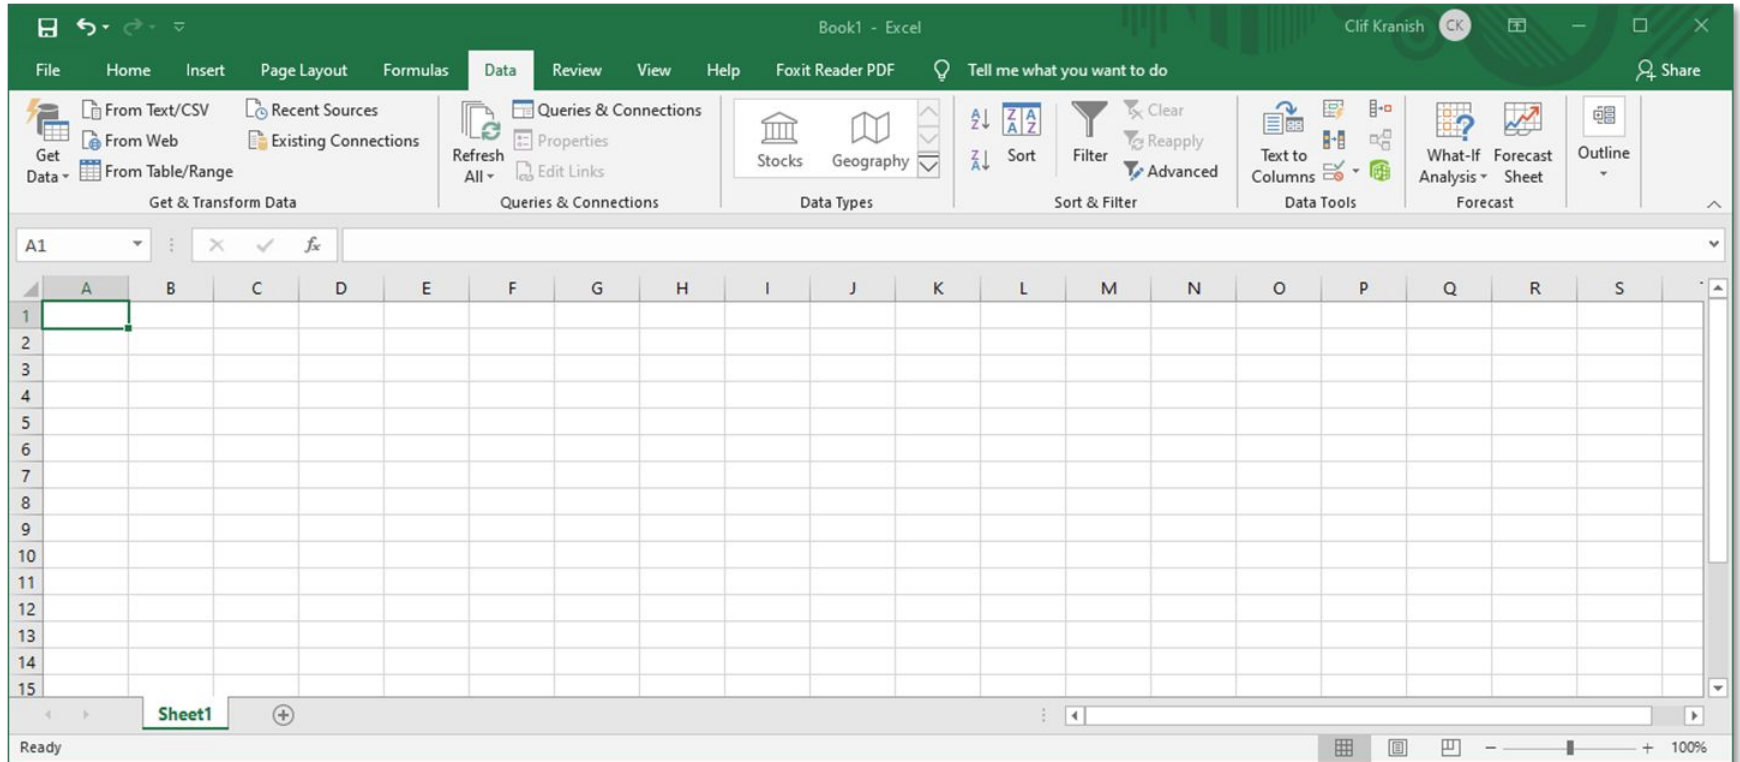 Book1 - Excel
Clif Kranish CK
File Home Insert Page Layout Formulas Data Review View Help Foxit Reader PDF Tell me what you want to do Share
Get Data
From Text/CSV
From Web
From Table/Range
Recent Sources
Existing Connections
Get & Transform Data
Refresh All
Queries & Connections
Properties
Edit Links
Queries & Connections
Stocks Geography
Data Types
Sort
Filter
Clear
Reapply
Advanced
Sort & Filter
Text to Columns
Data Tools
What-If Analysis
Forecast Sheet
Forecast
Outline
A1 fx
A B C D E F G H I J K L M N O P Q R S
1
2
3
4
5
6
7
8
9
10
11
12
13
14
15
Sheet1
Ready 100%